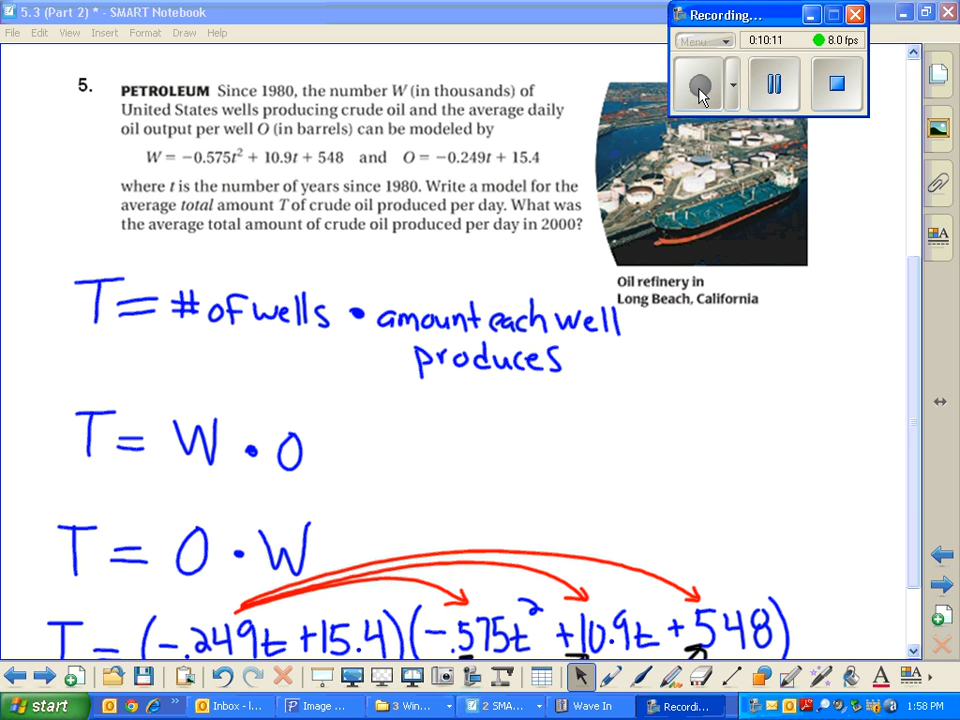 5.3 (Part 2) * - SMART Notebook
File Edit View Insert Format Draw Help
Recording...
Menu 0:10:11 8.0 fps
5. PETROLEUM Since 1980, the number W (in thousands) of
United States wells producing crude oil and the average daily
oil output per well O (in barrels) can be modeled by
W = −0.575t² + 10.9t + 548 and O = −0.249t + 15.4
where t is the number of years since 1980. Write a model for the
average total amount T of crude oil produced per day. What was
the average total amount of crude oil produced per day in 2000?
Oil refinery in
Long Beach, California
T = # of wells • amount each well
produces
T = W • O
T = O • W
T = (-.249t +15.4)(-.575t² +10.9t +548)
start Inbox - I... Image ... 3 Win... 2 SMA... Wave In Recordi... 1:58 PM